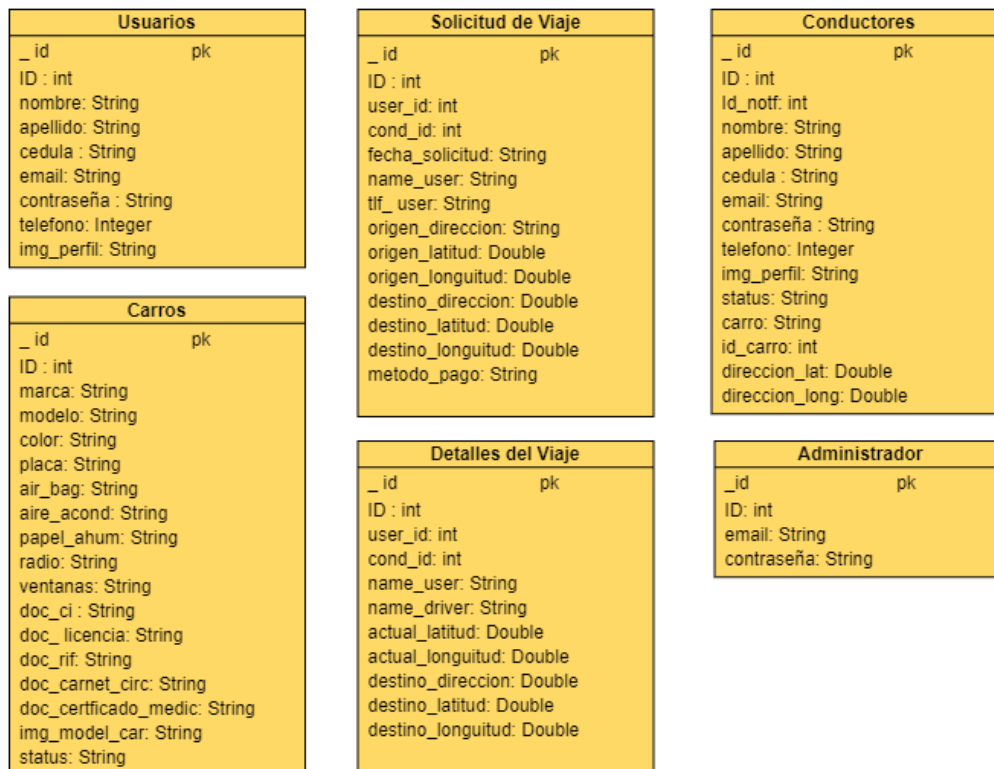 Usuarios
_ id pk
ID : int
nombre: String
apellido: String
cedula : String
email: String
contraseña : String
telefono: Integer
img_perfil: String
Carros
_ id pk
ID : int
marca: String
modelo: String
color: String
placa: String
air_bag: String
aire_acond: String
papel_ahum: String
radio: String
ventanas: String
doc_ci : String
doc_ licencia: String
doc_rif: String
doc_carnet_circ: String
doc_certficado_medic: String
img_model_car: String
status: String
Solicitud de Viaje
_ id pk
ID : int
user_id: int
cond_id: int
fecha_solicitud: String
name_user: String
tlf_ user: String
origen_direccion: String
origen_latitud: Double
origen_longuitud: Double
destino_direccion: Double
destino_latitud: Double
destino_longuitud: Double
metodo_pago: String
Detalles del Viaje
_ id pk
ID : int
user_id: int
cond_id: int
name_user: String
name_driver: String
actual_latitud: Double
actual_longuitud: Double
destino_direccion: Double
destino_latitud: Double
destino_longuitud: Double
Conductores
_ id pk
ID : int
Id_notf: int
nombre: String
apellido: String
cedula : String
email: String
contraseña : String
telefono: Integer
img_perfil: String
status: String
carro: String
id_carro: int
direccion_lat: Double
direccion_long: Double
Administrador
_id pk
ID: int
email: String
contraseña: String